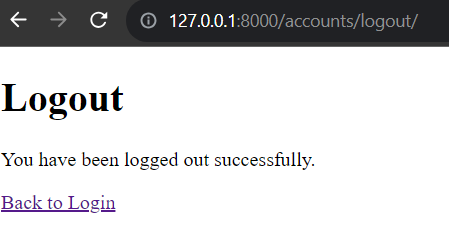 127.0.0.1:8000/accounts/logout/
Logout
You have been logged out successfully.
Back to Login